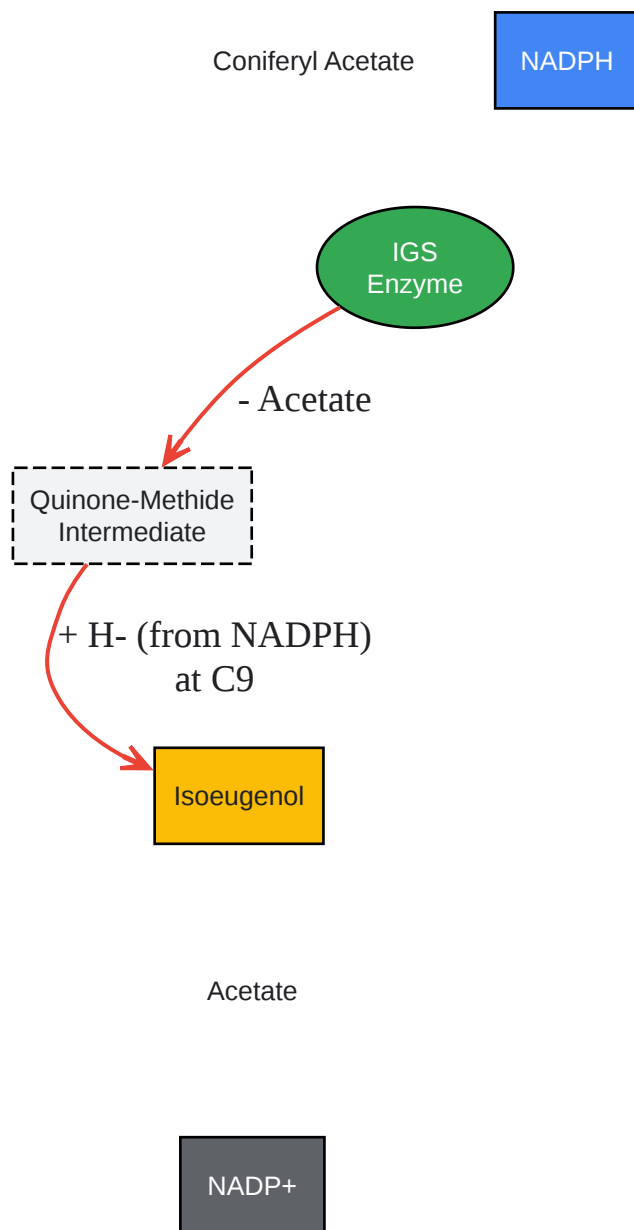 Coniferyl Acetate
NADPH
IGS
Enzyme
- Acetate
Quinone-Methide
Intermediate
+ H- (from NADPH)
at C9
Isoeugenol
Acetate
NADP+